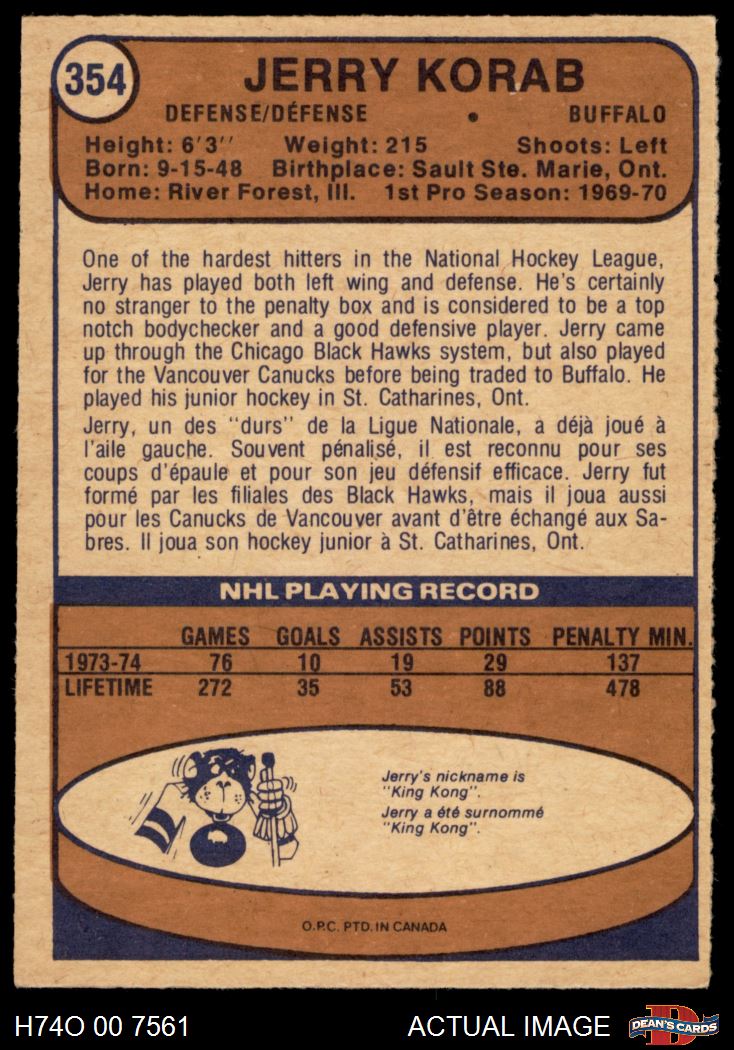 354
JERRY KORAB
DEFENSE/DÉFENSE • BUFFALO
Height: 6'3'' Weight: 215 Shoots: Left
Born: 9-15-48 Birthplace: Sault Ste. Marie, Ont.
Home: River Forest, Ill. 1st Pro Season: 1969-70
One of the hardest hitters in the National Hockey League,
Jerry has played both left wing and defense. He's certainly
no stranger to the penalty box and is considered to be a top
notch bodychecker and a good defensive player. Jerry came
up through the Chicago Black Hawks system, but also played
for the Vancouver Canucks before being traded to Buffalo. He
played his junior hockey in St. Catharines, Ont.
Jerry, un des "durs" de la Ligue Nationale, a déjà joué à
l'aile gauche. Souvent pénalisé, il est reconnu pour ses
coups d'épaule et pour son jeu défensif efficace. Jerry fut
formé par les filiales des Black Hawks, mais il joua aussi
pour les Canucks de Vancouver avant d'être échangé aux Sa-
bres. Il joua son hockey junior à St. Catharines, Ont.
NHL PLAYING RECORD
GAMES GOALS ASSISTS POINTS PENALTY MIN.
1973-74 76 10 19 29 137
LIFETIME 272 35 53 88 478
Jerry's nickname is
"King Kong".
Jerry a été surnommé
"King Kong".
O.P.C. PTD. IN CANADA
H74O 00 7561 ACTUAL IMAGE DEAN'S CARDS